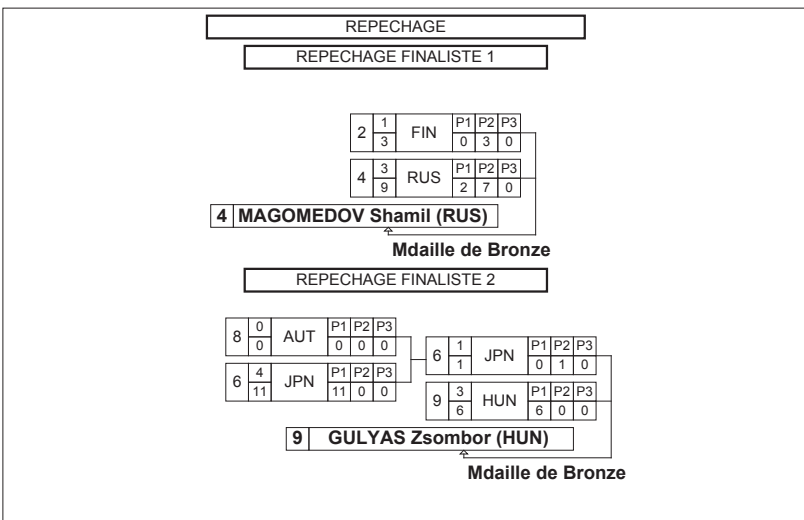 REPECHAGE
REPECHAGE FINALISTE 1
2 1 FIN P1 P2 P3
3 0 3 0
4 3 RUS P1 P2 P3
9 2 7 0
4 MAGOMEDOV Shamil (RUS)
Mdaille de Bronze
REPECHAGE FINALISTE 2
8 0 AUT P1 P2 P3
0 0 0 0
6 4 JPN P1 P2 P3
11 11 0 0
6 1 JPN P1 P2 P3
1 0 1 0
9 3 HUN P1 P2 P3
6 6 0 0
9 GULYAS Zsombor (HUN)
Mdaille de Bronze